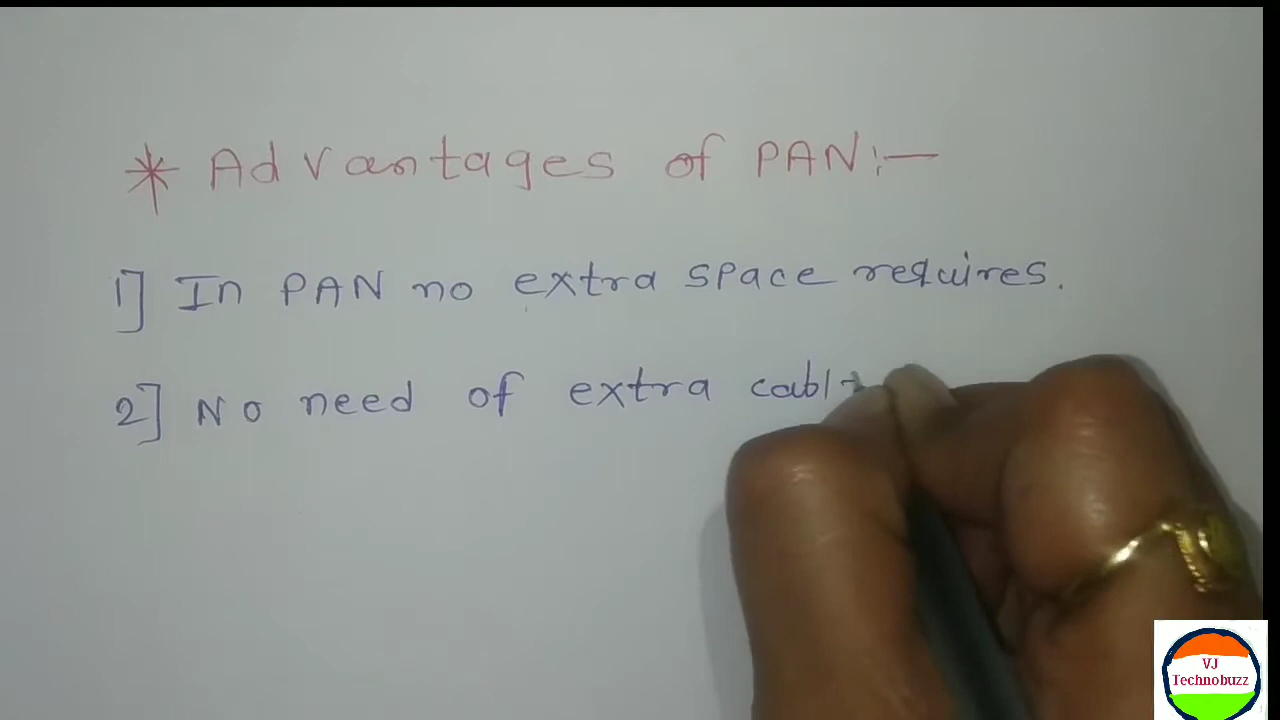 * Advantages of PAN:—
1] In PAN no extra space requires.
2] No need of extra
VJ
Technobuzz